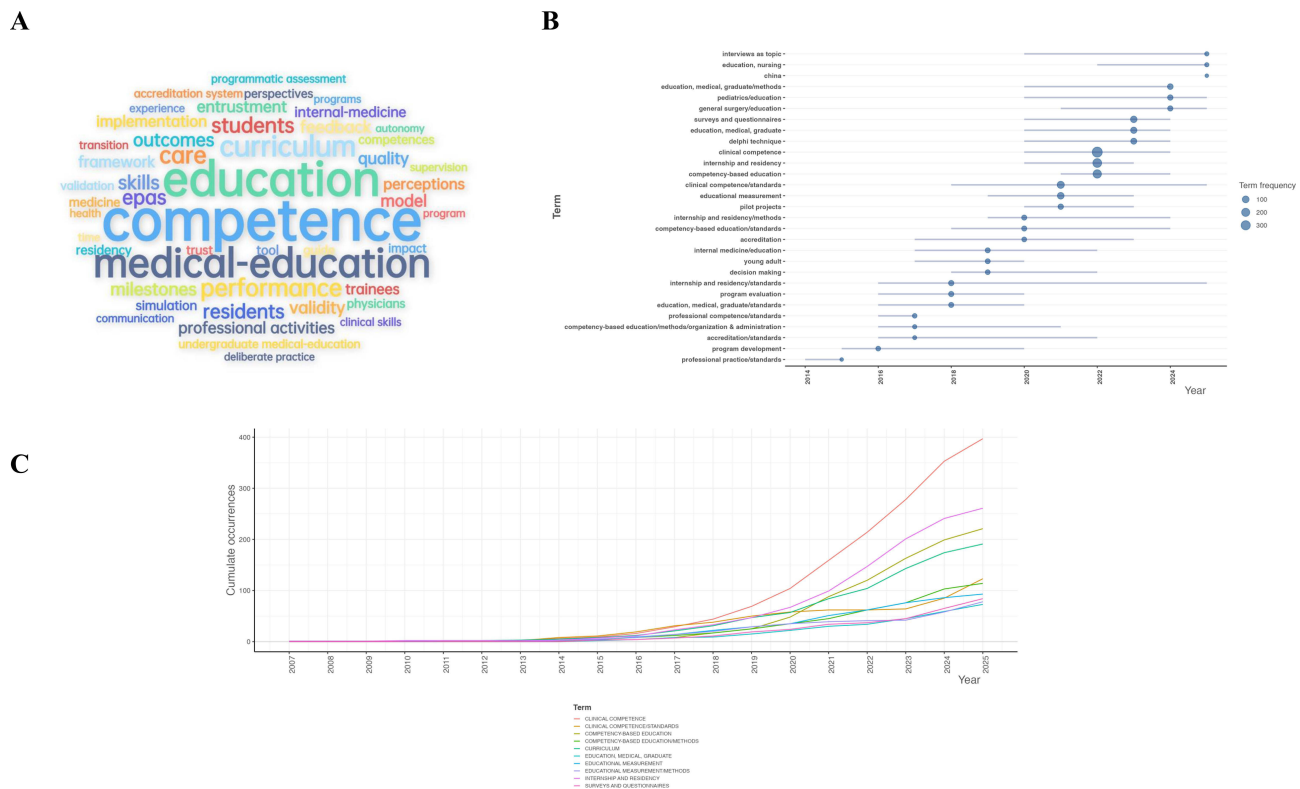 A
B
programmatic assessment
accreditation system perspectives
experience entrustment programs
implementation students feedback internal-medicine
autonomy
transition outcomes care curriculum competences
framework quality supervision
validation skills education perceptions
medicine epas model
health competence program
time
residency trust tool guide impact
medical-education
milestones performance trainees
simulation residents validity physicians
communication professional activities clinical skills
undergraduate medical-education
deliberate practice
Term
interviews as topic
education, nursing
china
education, medical, graduate/methods
pediatrics/education
general surgery/education
surveys and questionnaires
education, medical, graduate
delphi technique
clinical competence
internship and residency
competency-based education
clinical competence/standards
educational measurement
pilot projects
internship and residency/methods
competency-based education/standards
accreditation
internal medicine/education
young adult
decision making
internship and residency/standards
program evaluation
education, medical, graduate/standards
professional competence/standards
competency-based education/methods/organization & administration
accreditation/standards
program development
professional practice/standards
2014 2016 2018 2020 2022 2024
Year
Term frequency
100
200
300
C
Cumulate occurrences
400
300
200
100
0
2007 2008 2009 2010 2011 2012 2013 2014 2015 2016 2017 2018 2019 2020 2021 2022 2023 2024 2025
Year
Term
CLINICAL COMPETENCE
CLINICAL COMPETENCE/STANDARDS
COMPETENCY-BASED EDUCATION
COMPETENCY-BASED EDUCATION/METHODS
CURRICULUM
EDUCATION, MEDICAL, GRADUATE
EDUCATIONAL MEASUREMENT
EDUCATIONAL MEASUREMENT/METHODS
INTERNSHIP AND RESIDENCY
SURVEYS AND QUESTIONNAIRES